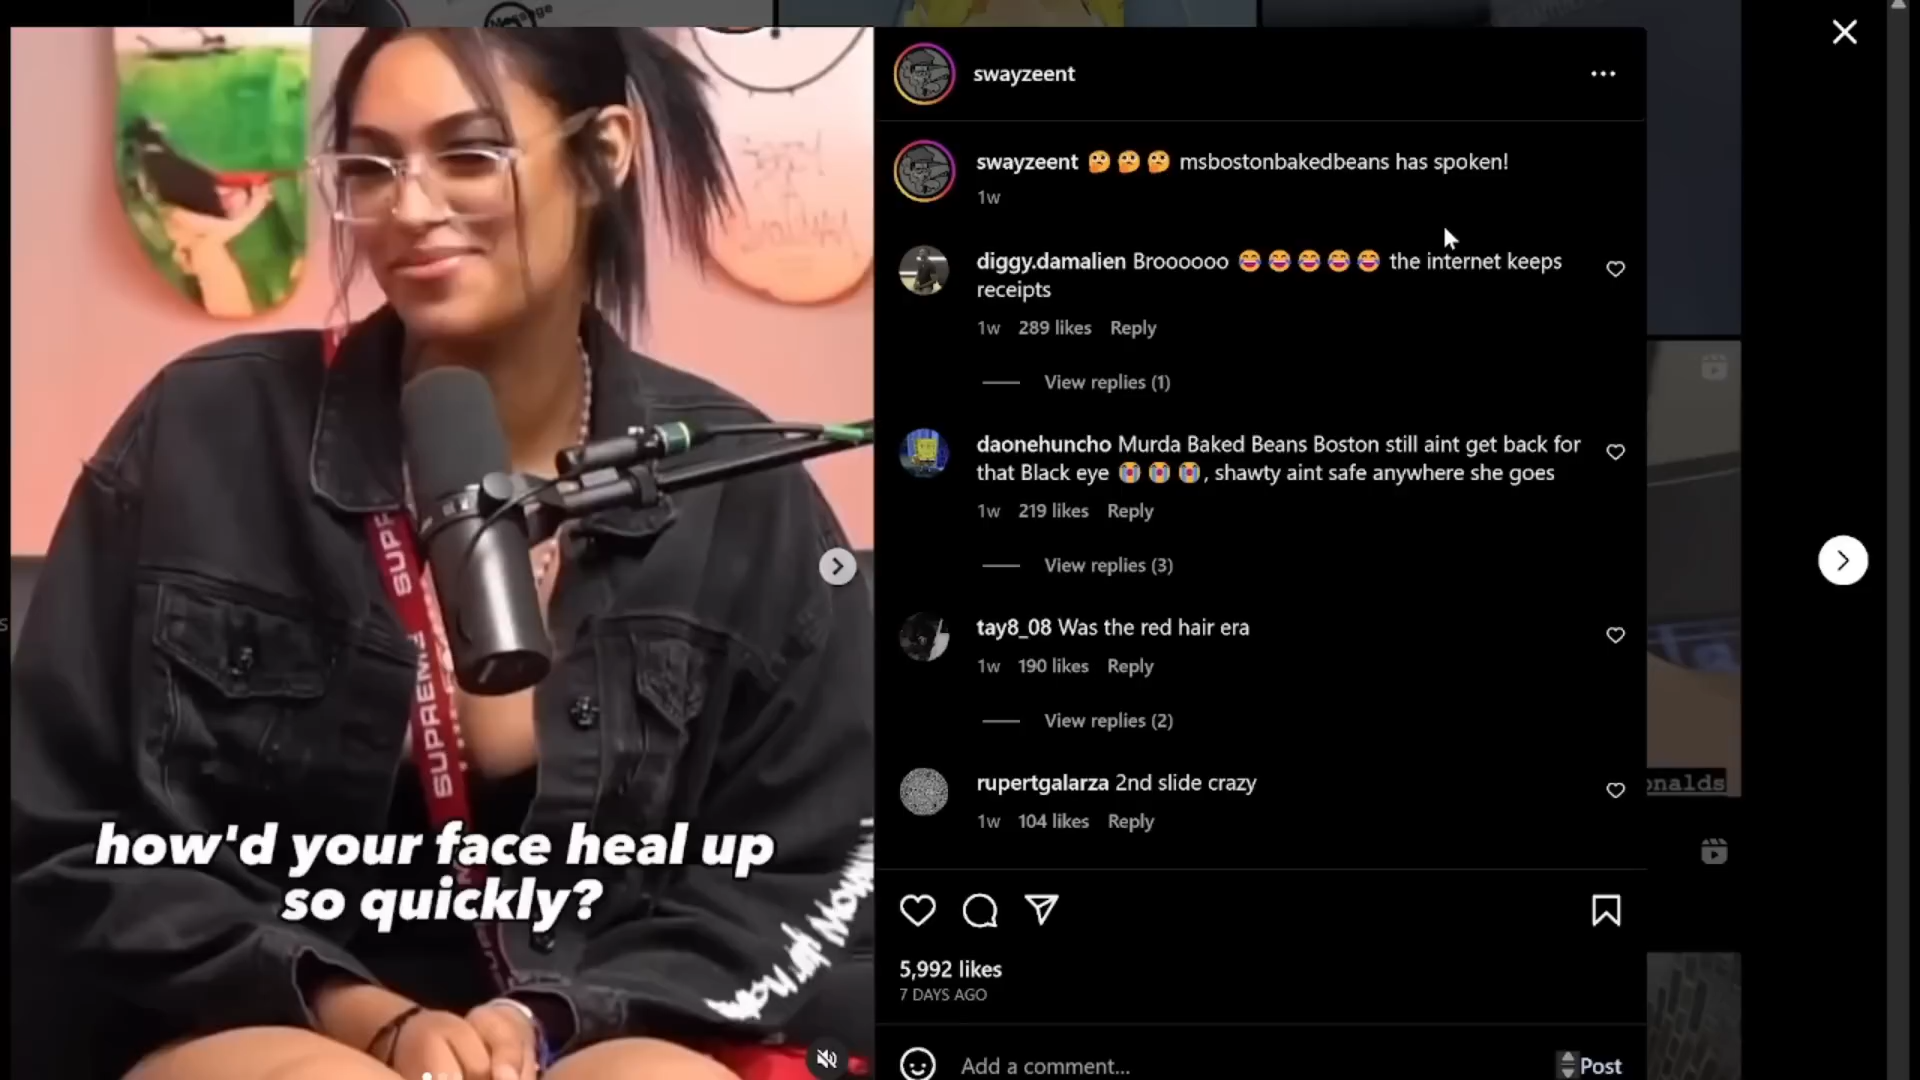 Message
swayzeent
swayzeent 🤔 🤔 🤔 msbostonbakedbeans has spoken!
1w
diggy.damalien Broooooo 😂 😂 😂 😂 😂 the internet keeps
receipts
1w 289 likes Reply
View replies (1)
daonehuncho Murda Baked Beans Boston still aint get back for
that Black eye 😭 😭 😭, shawty aint safe anywhere she goes
1w 219 likes Reply
View replies (3)
tay8_08 Was the red hair era
1w 190 likes Reply
View replies (2)
rupertgalarza 2nd slide crazy
1w 104 likes Reply
onalds
5,992 likes
7 DAYS AGO
Add a comment...
Post
SUPREME
how'd your face heal up
so quickly?